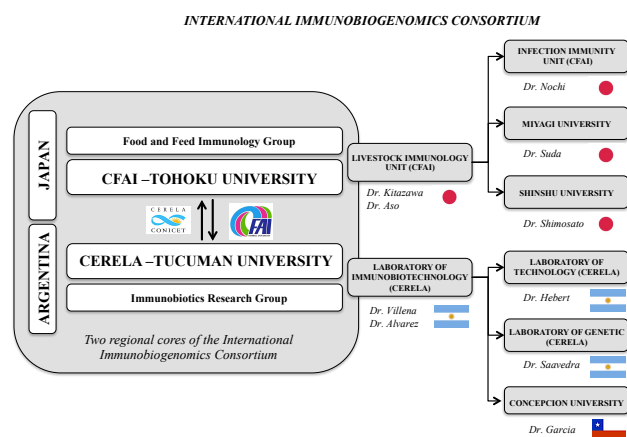 INTERNATIONAL IMMUNOBIOGENOMICS CONSORTIUM
JAPAN
Food and Feed Immunology Group
CFAI –TOHOKU UNIVERSITY
CERELA
CONICET
CFAI
ARGENTINA
CERELA –TUCUMAN UNIVERSITY
Immunobiotics Research Group
Two regional cores of the International
Immunobiogenomics Consortium
LIVESTOCK IMMUNOLOGY
UNIT (CFAI)
Dr. Kitazawa
Dr. Aso
LABORATORY OF
IMMUNOBIOTECHNOLOGY
(CERELA)
Dr. Villena
Dr. Alvarez
INFECTION IMMUNITY
UNIT (CFAI)
Dr. Nochi
MIYAGI UNIVERSITY
Dr. Suda
SHINSHU UNIVERSITY
Dr. Shimosato
LABORATORY OF
TECHNOLOGY (CERELA)
Dr. Hebert
LABORATORY OF GENETIC
(CERELA)
Dr. Saavedra
CONCEPCION UNIVERSITY
Dr. Garcia